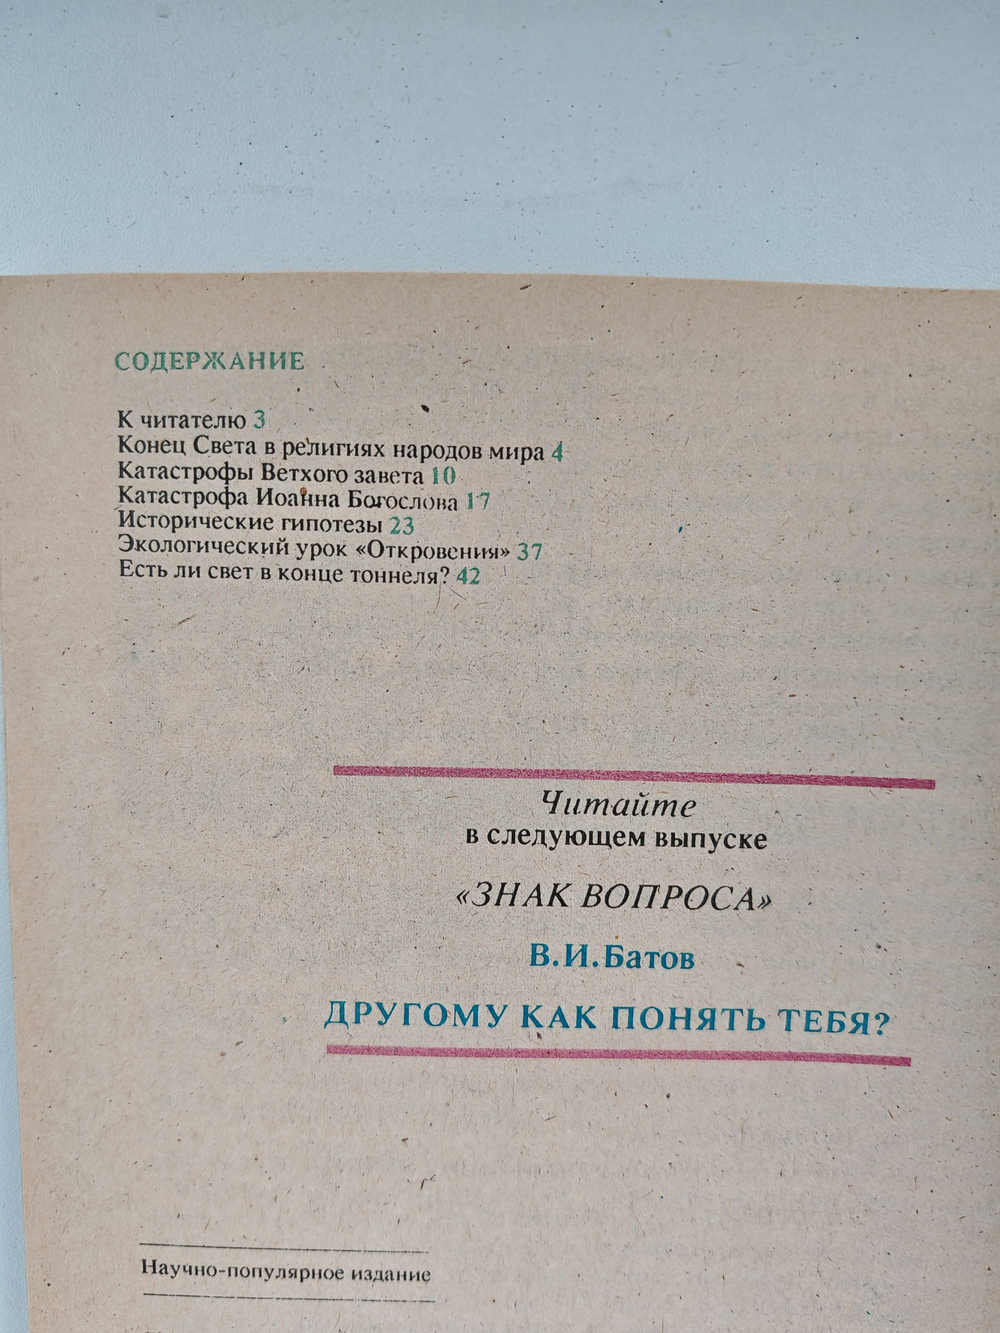 СОДЕРЖАНИЕ
К читателю 3
Конец Света в религиях народов мира 4
Катастрофы Ветхого завета 10
Катастрофа Иоанна Богослова 17
Исторические гипотезы 23
Экологический урок «Откровения» 37
Есть ли свет в конце тоннеля? 42
Читайте
в следующем выпуске
«ЗНАК ВОПРОСА»
В.И.Батов
ДРУГОМУ КАК ПОНЯТЬ ТЕБЯ?
Научно-популярное издание